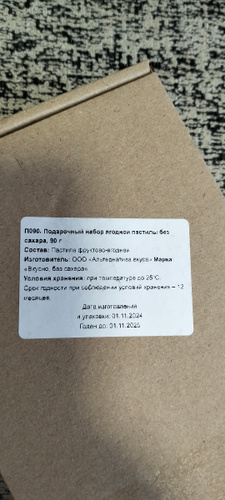 П090. Подарочный набор ягодной пастилы без
сахара, 90 г
Состав: Пастила фруктово-ягодная
Изготовитель: ООО «Альтернатива вкуса» Марка
«Вкусно, без сахара»
Условия хранения: при температуре до 25°С.
Срок годности при соблюдении условий хранения – 12
месяцев.
Дата изготовления
и упаковки: 01.11.2024
Годен до: 01.11.2025